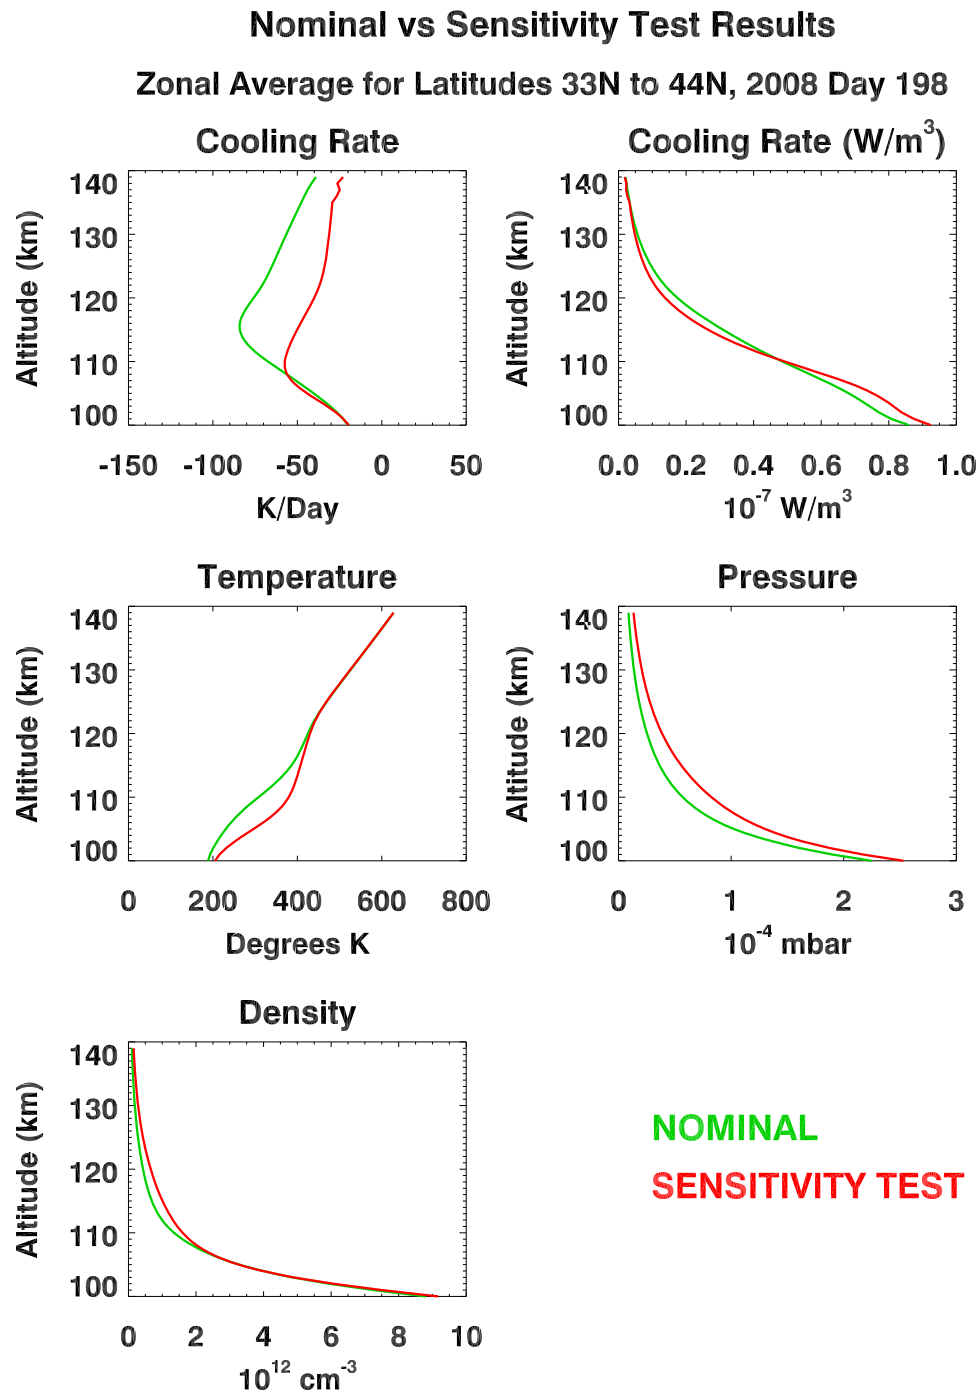 Nominal vs Sensitivity Test Results
Zonal Average for Latitudes 33N to 44N, 2008 Day 198
Cooling Rate
Altitude (km)
140
130
120
110
100
-150 -100 -50 0 50
K/Day
Cooling Rate (W/m³)
Altitude (km)
140
130
120
110
100
0.0 0.2 0.4 0.6 0.8 1.0
10⁻⁷ W/m³
Temperature
Altitude (km)
140
130
120
110
100
0 200 400 600 800
Degrees K
Pressure
Altitude (km)
140
130
120
110
100
0 1 2 3
10⁻⁴ mbar
Density
Altitude (km)
140
130
120
110
100
0 2 4 6 8 10
10¹² cm⁻³
NOMINAL
SENSITIVITY TEST